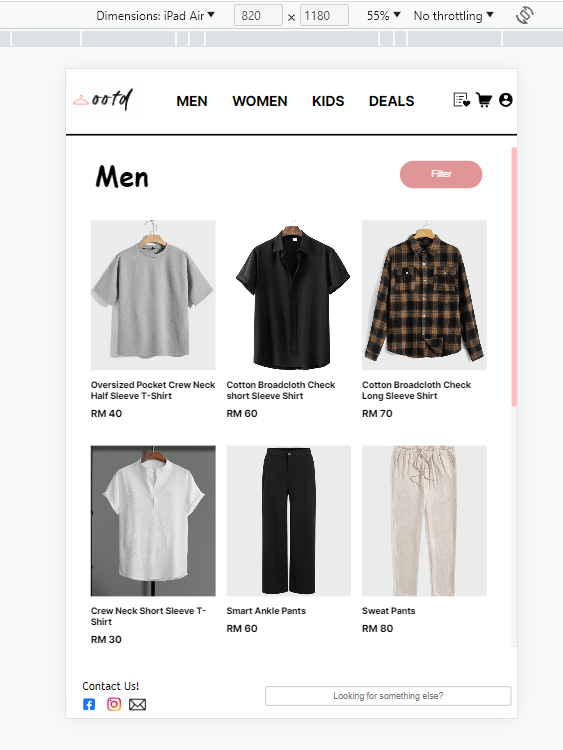 Dimensions: iPad Air 820 × 1180 55% No throttling
ootd MEN WOMEN KIDS DEALS
Men
Filter
Oversized Pocket Crew Neck
Half Sleeve T-Shirt
RM 40
Cotton Broadcloth Check
short Sleeve Shirt
RM 60
Cotton Broadcloth Check
Long Sleeve Shirt
RM 70
Crew Neck Short Sleeve T-
Shirt
RM 30
Smart Ankle Pants
RM 60
Sweat Pants
RM 80
Contact Us!
Looking for something else?